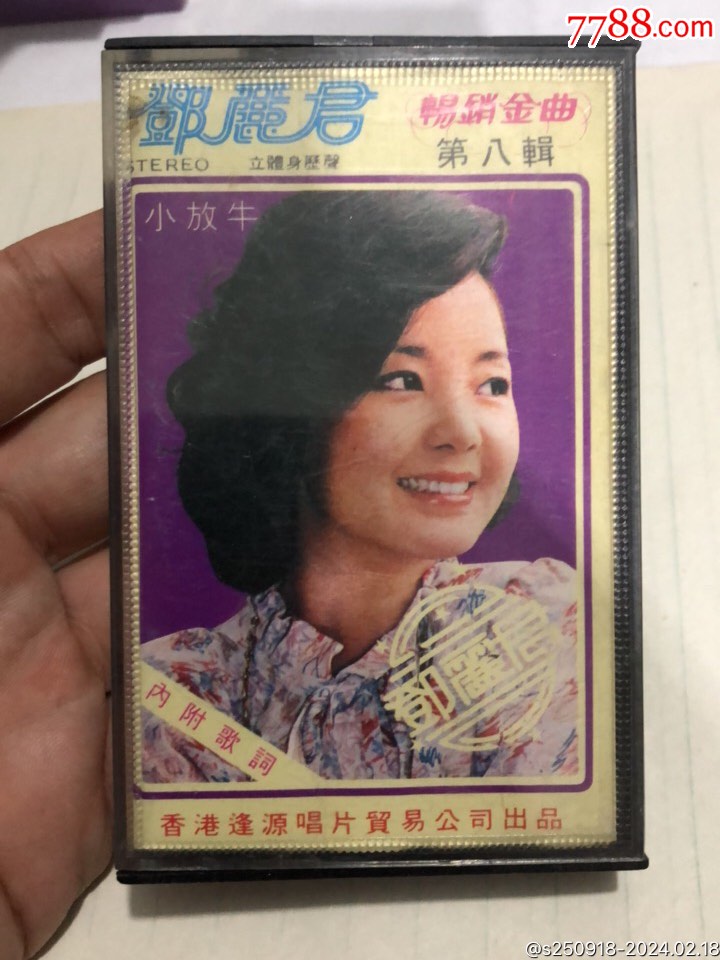 7788.com
鄧麗君
暢銷金曲
STEREO 立體身歷聲
第八輯
小放牛
鄧麗君
內附歌詞
香港逢源唱片貿易公司出品
@s250918-2024.02.18